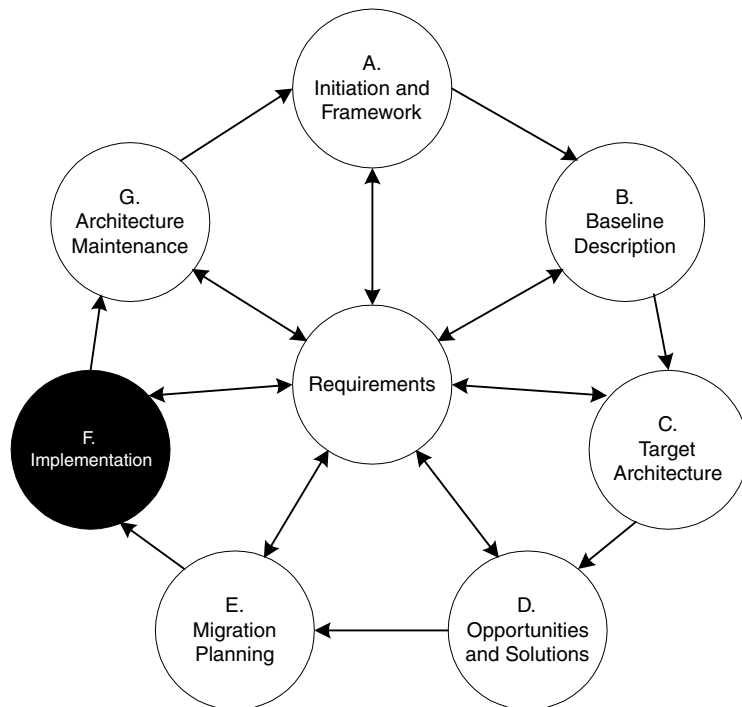 A.
Initiation and
Framework
B.
Baseline
Description
C.
Target
Architecture
D.
Opportunities
and Solutions
E.
Migration
Planning
F.
Implementation
G.
Architecture
Maintenance
Requirements